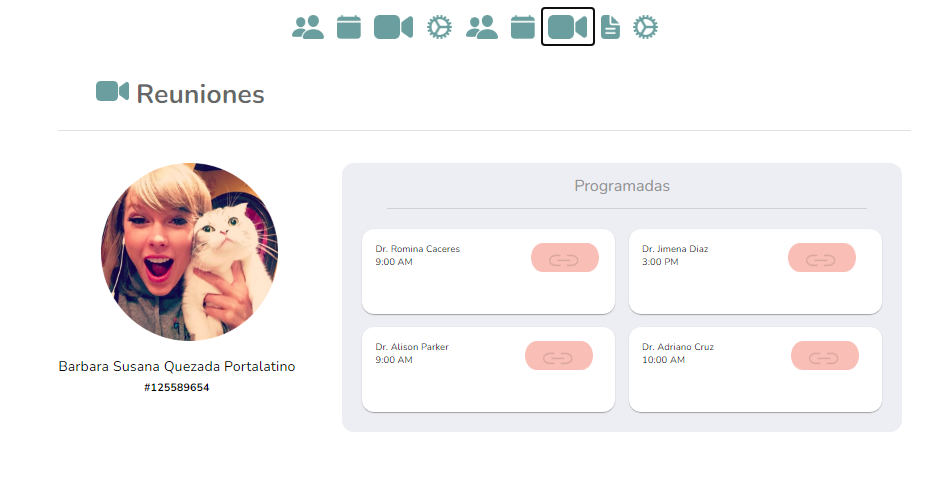 Reuniones
Programadas
Dr. Romina Caceres
9:00 AM
Dr. Jimena Diaz
3:00 PM
Dr. Alison Parker
9:00 AM
Dr. Adriano Cruz
10:00 AM
Barbara Susana Quezada Portalatino
#125589654